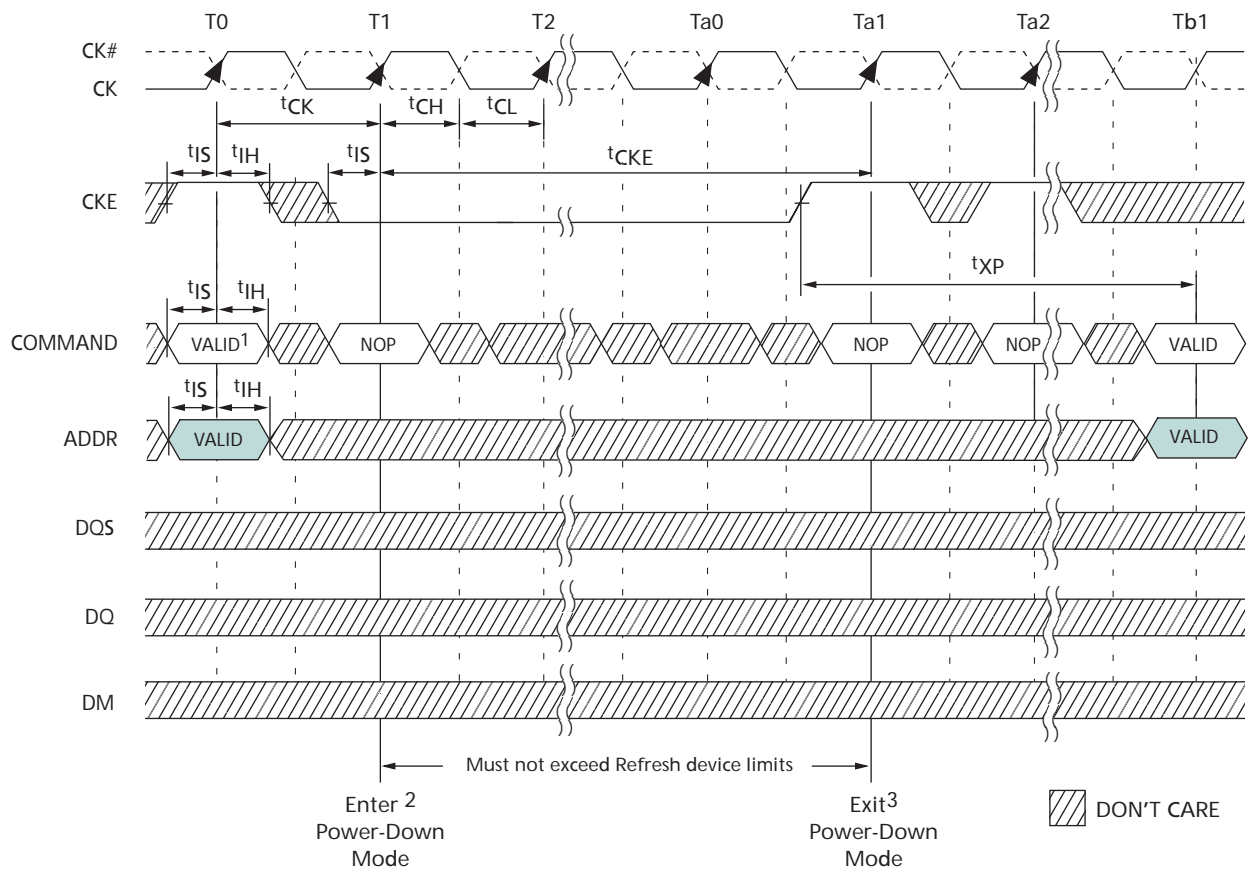 T0 T1 T2 Ta0 Ta1 Ta2 Tb1
CK#
CK
tCK tCH tCL
tIS tIH tIS tCKE
CKE
tXP
tIS tIH
COMMAND VALID1 NOP NOP NOP VALID
tIS tIH
ADDR VALID VALID
DQS
DQ
DM
Must not exceed Refresh device limits
Enter 2
Power-Down
Mode
Exit3
Power-Down
Mode
DON'T CARE